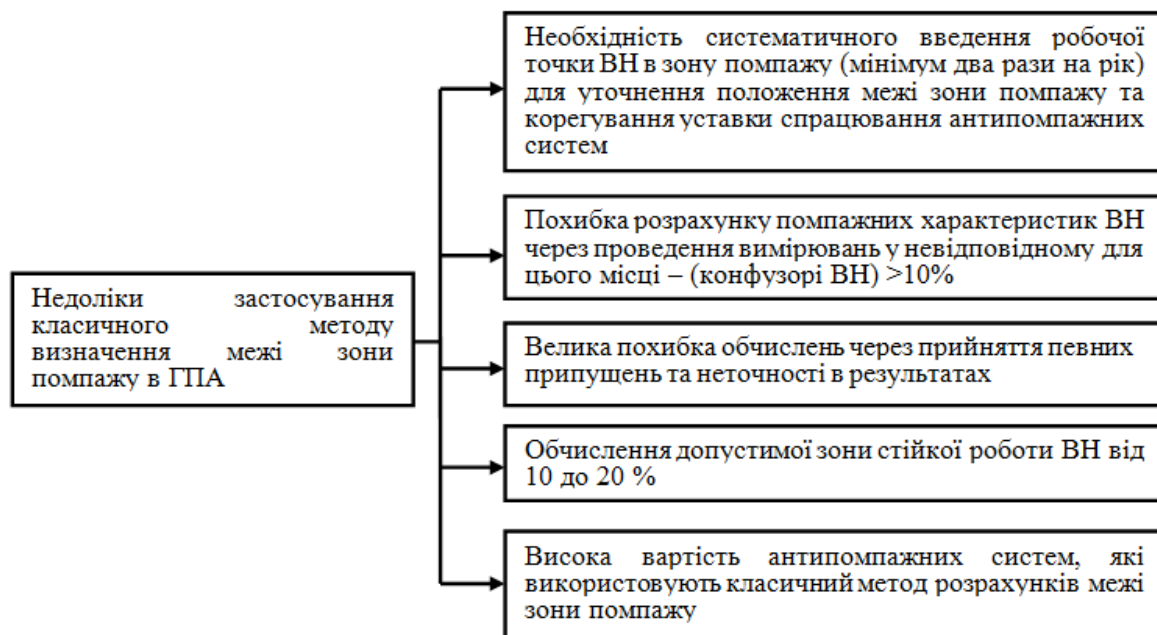 Недоліки застосування
класичного методу
визначення межі зони
помпажу в ГПА
Необхідність систематичного введення робочої
точки ВН в зону помпажу (мінімум два рази на рік)
для уточнення положення межі зони помпажу та
корегування уставки спрацювання антипомпажних
систем
Похибка розрахунку помпажних характеристик ВН
через проведення вимірювань у невідповідному для
цього місці – (конфузорі ВН) >10%
Велика похибка обчислень через прийняття певних
припущень та неточності в результатах
Обчислення допустимої зони стійкої роботи ВН від
10 до 20 %
Висока вартість антипомпажних систем, які
використовують класичний метод розрахунків межі
зони помпажу